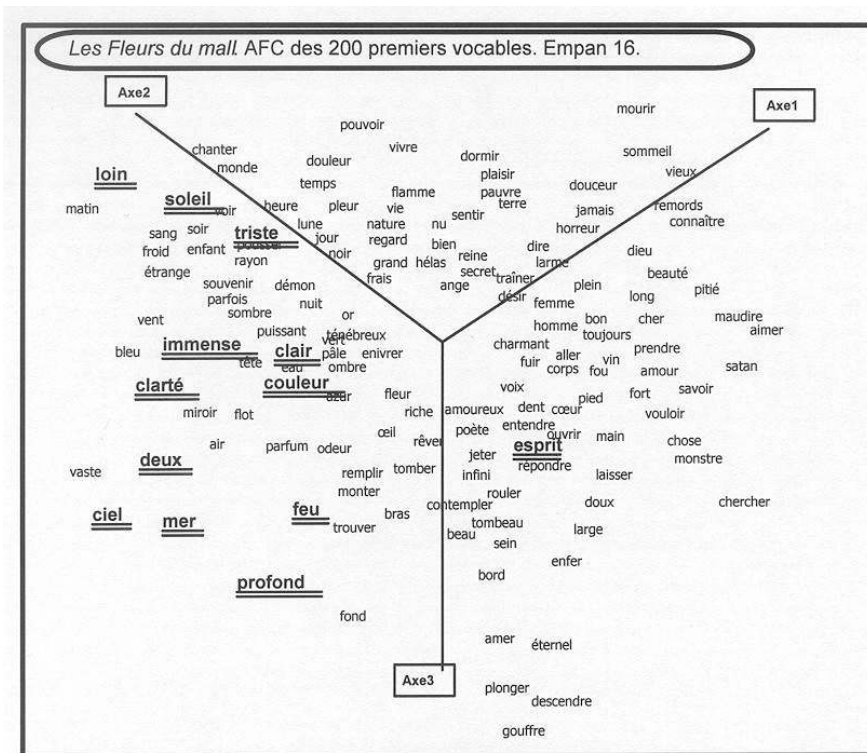 Les Fleurs du mall. AFC des 200 premiers vocables. Empan 16.
Axe2
Axe1
mourir
pouvoir
chanter
vivre
monde
douleur
dormir
sommeil
loin
temps
plaisir
vieux
soleil
flamme
pauvre
douceur
matin
voir
heure
pleur
vie
terre
jamais
remords
sentir
connaître
sang
soir
triste
lune
nature
nu
horreur
froid
enfant
pousser
jour
regard
bien
dire
dieu
étrange
rayon
noir
grand
hélas
reine
larme
frais
secret
beauté
souvenir
démon
ange
traîner
plein
pitié
parfois
nuit
désir
femme
long
vent
sombre
or
homme
bon
cher
maudire
puissant
ténébreux
toujours
aimer
bleu
immense
clair
vert
pâle
enivrer
charmant
aller
vin
prendre
tête
eau
ombre
fuir
corps
fou
amour
satan
clarté
couleur
azur
fleur
voix
pied
fort
savoir
miroir
flot
riche
amoureux
dent
cœur
vouloir
air
parfum
odeur
œil
rêver
poète
entendre
ouvrir
main
chose
vaste
deux
remplir
tomber
jeter
esprit
répondre
laisser
monstre
infini
monter
rouler
chercher
ciel
mer
feu
trouver
bras
contempler
tombeau
doux
beau
sein
large
enfer
profond
bord
fond
amer
éternel
Axe3
plonger
descendre
gouffre